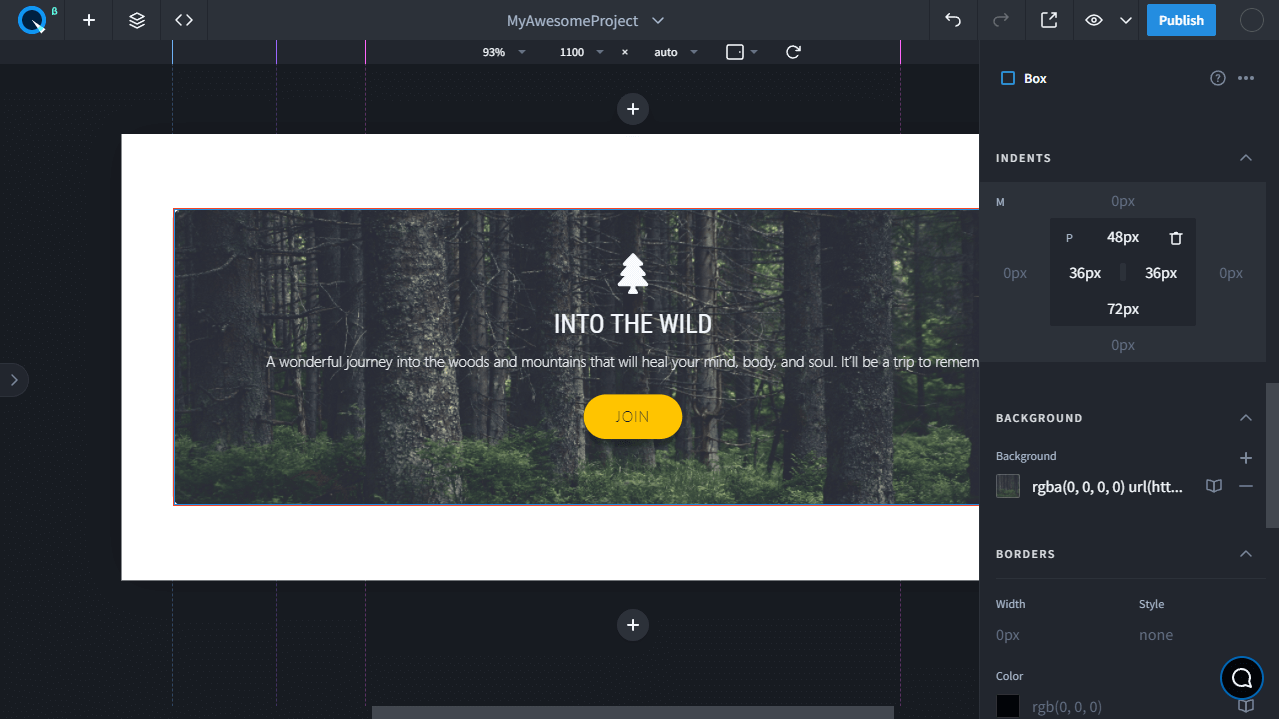 β
MyAwesomeProject
Publish
93%
1100
×
auto
Box
INDENTS
M
0px
P
48px
0px
36px
36px
0px
72px
0px
INTO THE WILD
A wonderful journey into the woods and mountains that will heal your mind, body, and soul. It'll be a trip to remem
JOIN
BACKGROUND
Background
rgba(0, 0, 0, 0) url(htt...
BORDERS
Width
Style
0px
none
Color
rgb(0, 0, 0)